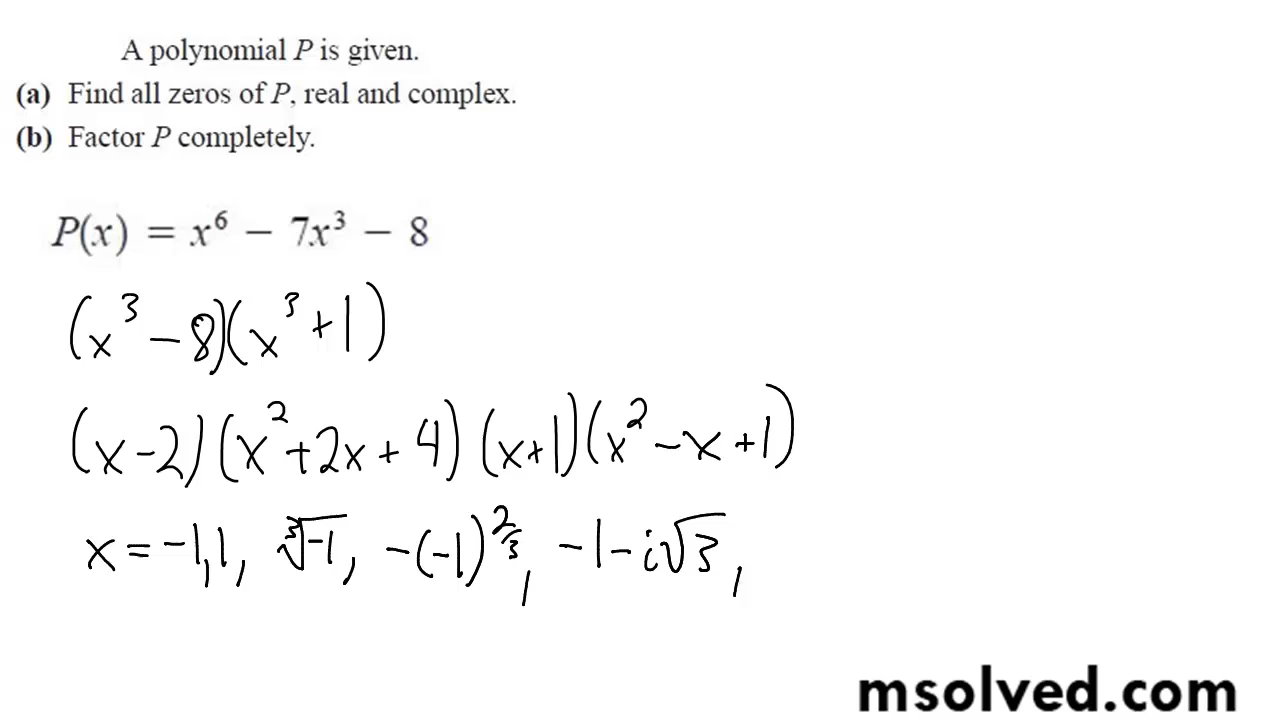 A polynomial P is given.
(a) Find all zeros of P, real and complex.
(b) Factor P completely.
P(x) = x⁶ − 7x³ − 8
(x³ − 8)(x³ + 1)
(x − 2)(x² + 2x + 4)(x + 1)(x² − x + 1)
x = −1, 1, ∛−1, −(−1)^(2/3), −1 − i√3,
msolved.com